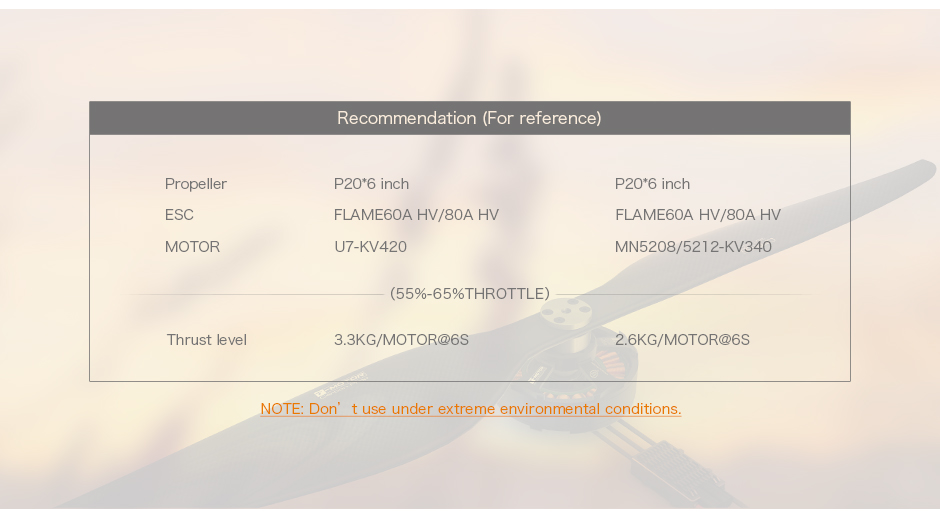 Recommendation (For reference)
Propeller P20*6 inch P20*6 inch
ESC FLAME60A HV/80A HV FLAME60A HV/80A HV
MOTOR U7-KV420 MN5208/5212-KV340
(55%-65%THROTTLE)
Thrust level 3.3KG/MOTOR@6S 2.6KG/MOTOR@6S
NOTE: Don’t use under extreme environmental conditions.